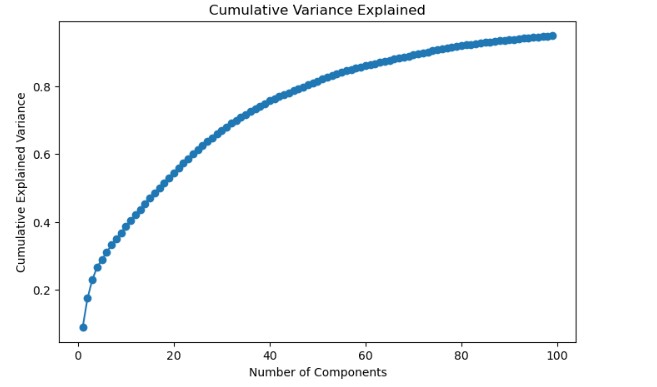 Cumulative Variance Explained
Cumulative Explained Variance
0.8
0.6
0.4
0.2
0 20 40 60 80 100
Number of Components